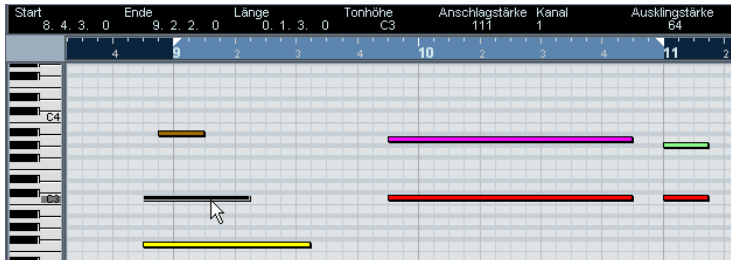 Start Ende Länge Tonhöhe Anschlagstärke Kanal Ausklingstärke
8. 4. 3. 0 9. 2. 2. 0 0. 1. 3. 0 C3 111 1 64
4 9 2 3 4 10 2 3 4 11 2
C4
C3